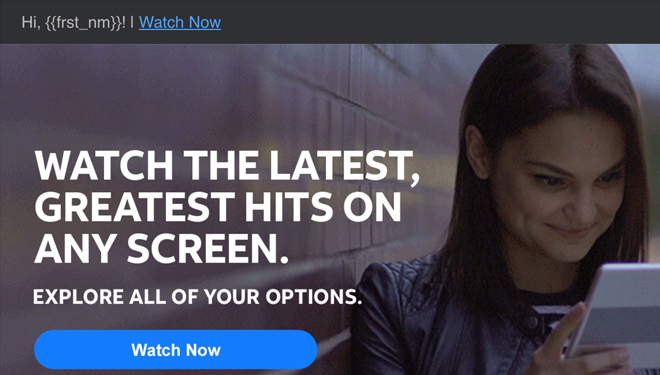 Hi, {{frst_nm}}! | Watch Now
WATCH THE LATEST,
GREATEST HITS ON
ANY SCREEN.
EXPLORE ALL OF YOUR OPTIONS.
Watch Now